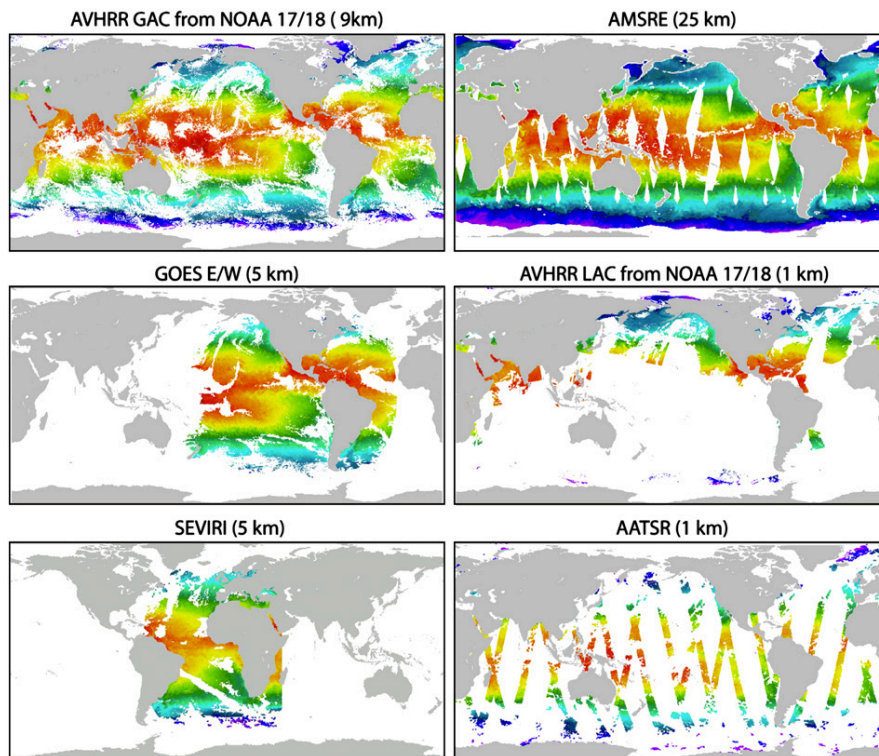 AVHRR GAC from NOAA 17/18 ( 9km)
AMSRE (25 km)
GOES E/W (5 km)
AVHRR LAC from NOAA 17/18 (1 km)
SEVIRI (5 km)
AATSR (1 km)